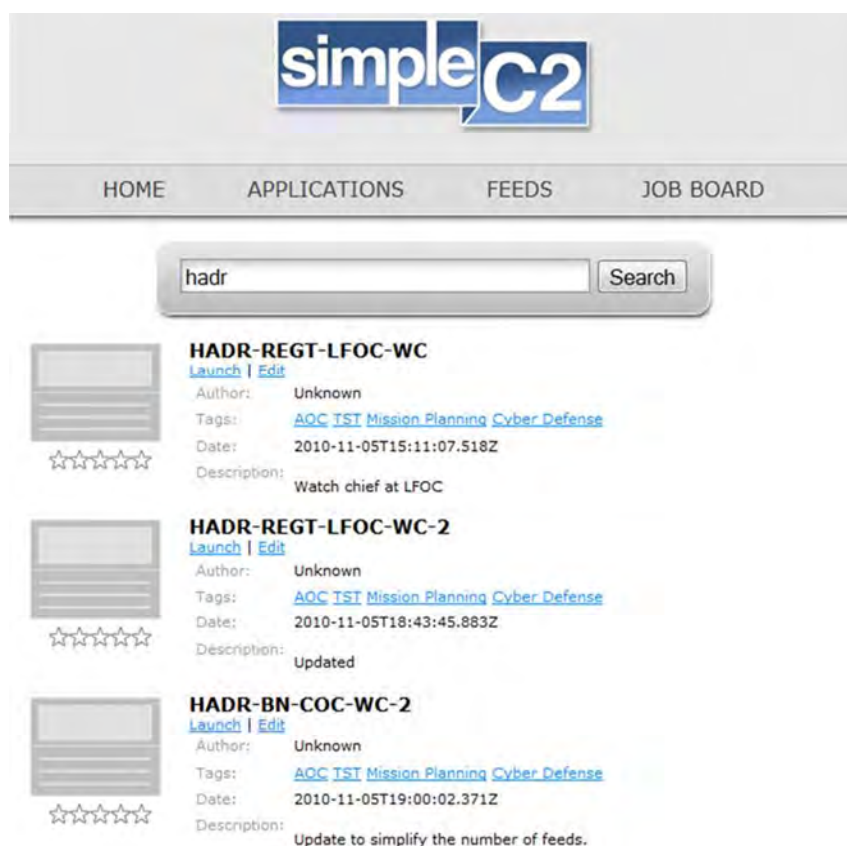 simple C2
HOME APPLICATIONS FEEDS JOB BOARD
hadr Search
HADR-REGT-LFOC-WC
Launch | Edit
Author: Unknown
Tags: AOC TST Mission Planning Cyber Defense
Date: 2010-11-05T15:11:07.518Z
Description:
Watch chief at LFOC
HADR-REGT-LFOC-WC-2
Launch | Edit
Author: Unknown
Tags: AOC TST Mission Planning Cyber Defense
Date: 2010-11-05T18:43:45.883Z
Description:
Updated
HADR-BN-COC-WC-2
Launch | Edit
Author: Unknown
Tags: AOC TST Mission Planning Cyber Defense
Date: 2010-11-05T19:00:02.371Z
Description:
Update to simplify the number of feeds.